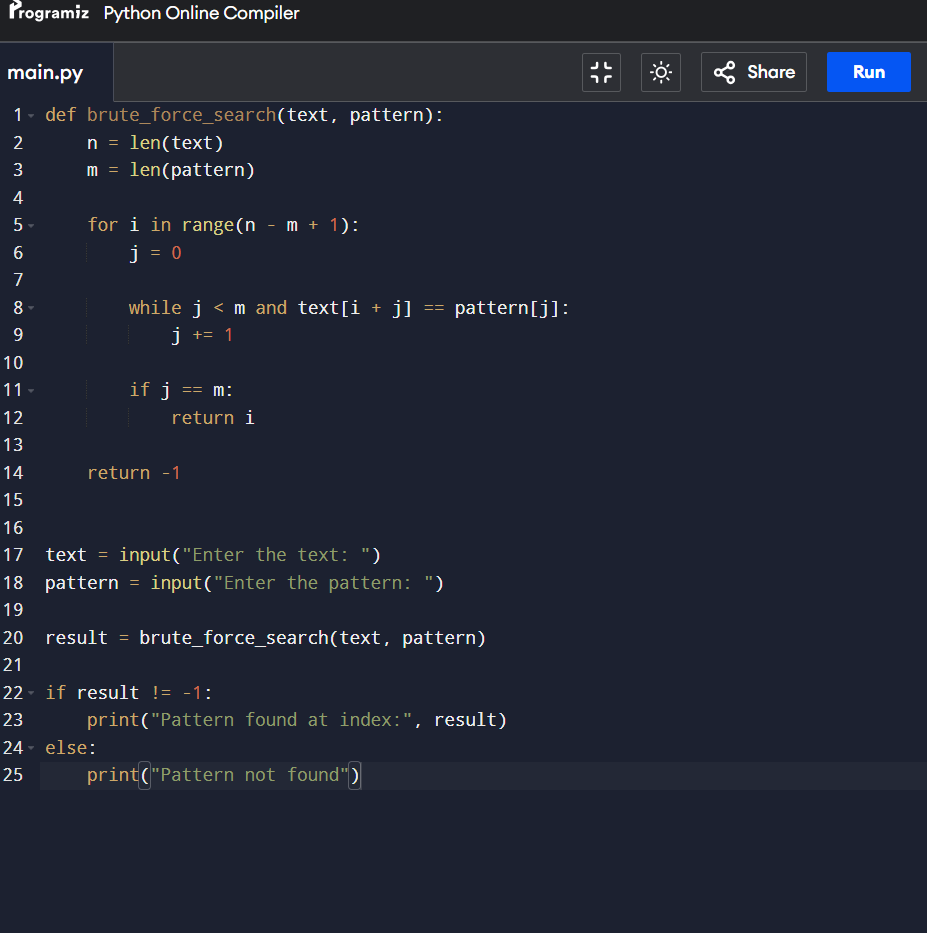 Programiz Python Online Compiler
main.py Share Run
1 def brute_force_search(text, pattern):
2     n = len(text)
3     m = len(pattern)
4
5     for i in range(n - m + 1):
6         j = 0
7
8         while j < m and text[i + j] == pattern[j]:
9             j += 1
10
11         if j == m:
12             return i
13
14     return -1
15
16
17 text = input("Enter the text: ")
18 pattern = input("Enter the pattern: ")
19
20 result = brute_force_search(text, pattern)
21
22 if result != -1:
23     print("Pattern found at index:", result)
24 else:
25     print("Pattern not found")